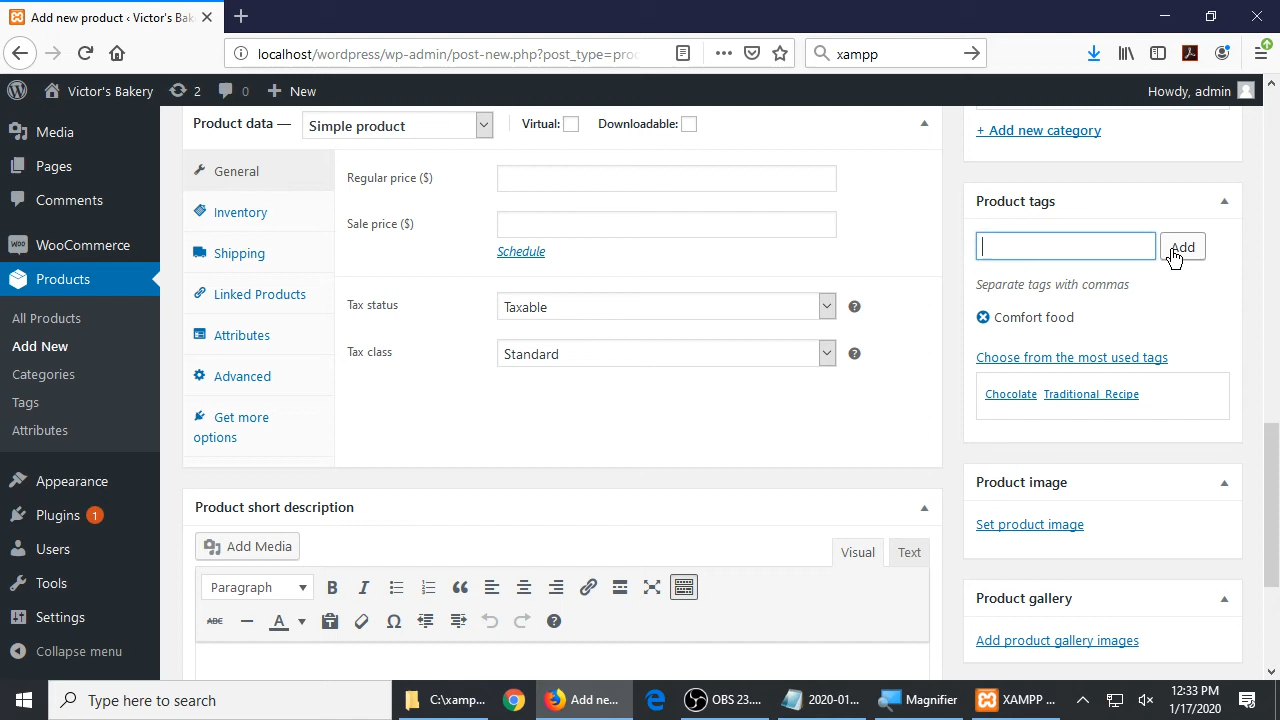 Add new product ‹ Victor's Bak
localhost/wordpress/wp-admin/post-new.php?post_type=prod
xampp
Victor's Bakery
2
0
New
Howdy, admin
Media
Pages
Comments
WooCommerce
Products
All Products
Add New
Categories
Tags
Attributes
Appearance
Plugins 1
Users
Tools
Settings
Collapse menu
Product data —
Simple product
Virtual:
Downloadable:
General
Inventory
Shipping
Linked Products
Attributes
Advanced
Get more
options
Regular price ($)
Sale price ($)
Schedule
Tax status
Taxable
Tax class
Standard
Product short description
Add Media
Visual
Text
Paragraph
B
I
ABC
A
+ Add new category
Product tags
Add
Separate tags with commas
Comfort food
Choose from the most used tags
Chocolate Traditional Recipe
Product image
Set product image
Product gallery
Add product gallery images
Type here to search
C:\xamp...
Add ne...
OBS 23....
2020-01...
Magnifier
XAMPP ...
12:33 PM
1/17/2020